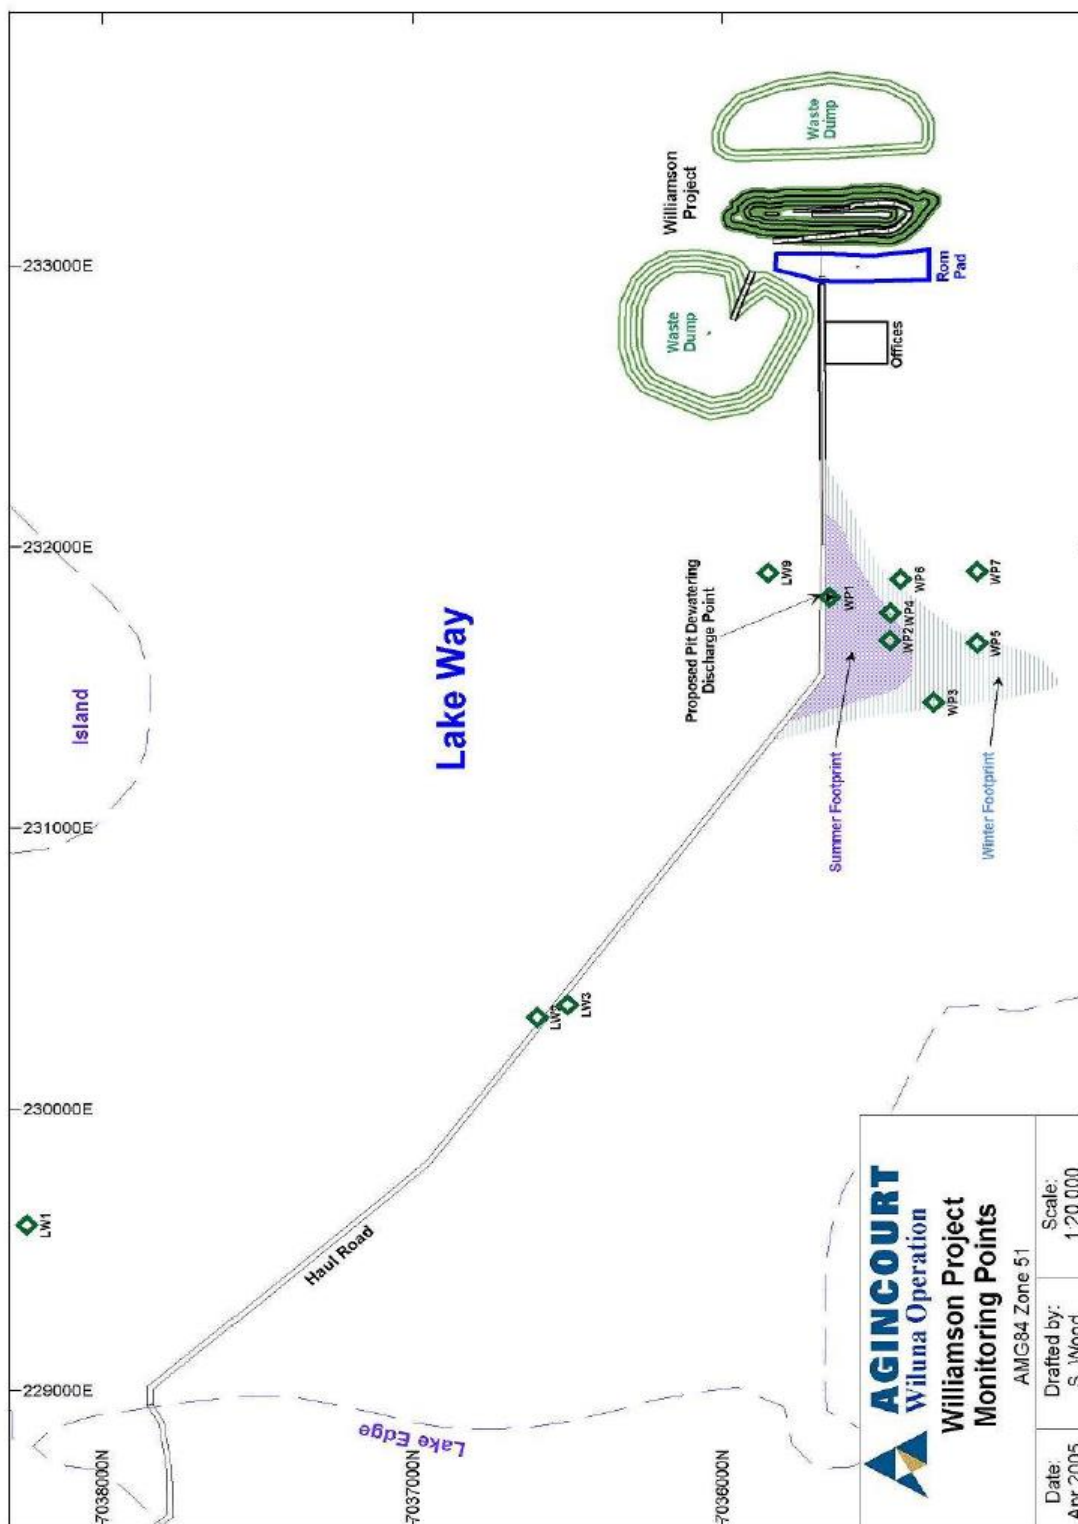 Waste
Dump
Williamson
Project
233000E
Waste
Dump
Rom
Pad
Offices
232000E
Proposed Pit Dewatering
Discharge Point
LW9
WP1
WP6
WP7
WP4
WP2
WP5
WP3
Lake Way
Island
Summer Footprint
Winter Footprint
231000E
LW2
LW3
230000E
LW1
Haul Road
229000E
Lake Edge
7038000N
7037000N
7036000N
AGINCOURT
Wiluna Operation
Williamson Project
Monitoring Points
AMG84 Zone 51
Date:
Apr 2005
Drafted by:
S. Wood
Scale:
1:20 000